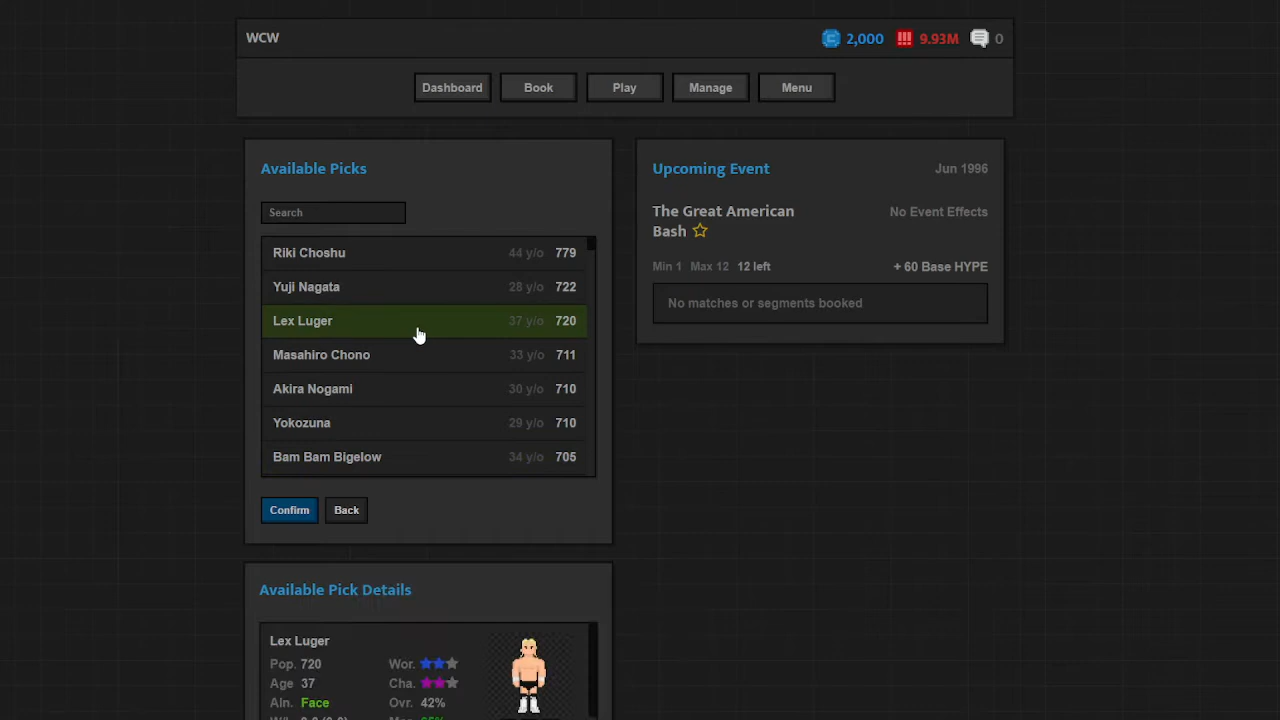 WCW
2,000
9.93M
0
Dashboard
Book
Play
Manage
Menu
Available Picks
Search
Riki Choshu 44 y/o 779
Yuji Nagata 28 y/o 722
Lex Luger 37 y/o 720
Masahiro Chono 33 y/o 711
Akira Nogami 30 y/o 710
Yokozuna 29 y/o 710
Bam Bam Bigelow 34 y/o 705
Confirm
Back
Upcoming Event Jun 1996
The Great American No Event Effects
Bash
Min 1 Max 12 12 left + 60 Base HYPE
No matches or segments booked
Available Pick Details
Lex Luger
Pop. 720 Wor.
Age 37 Cha.
Aln. Face Ovr. 42%